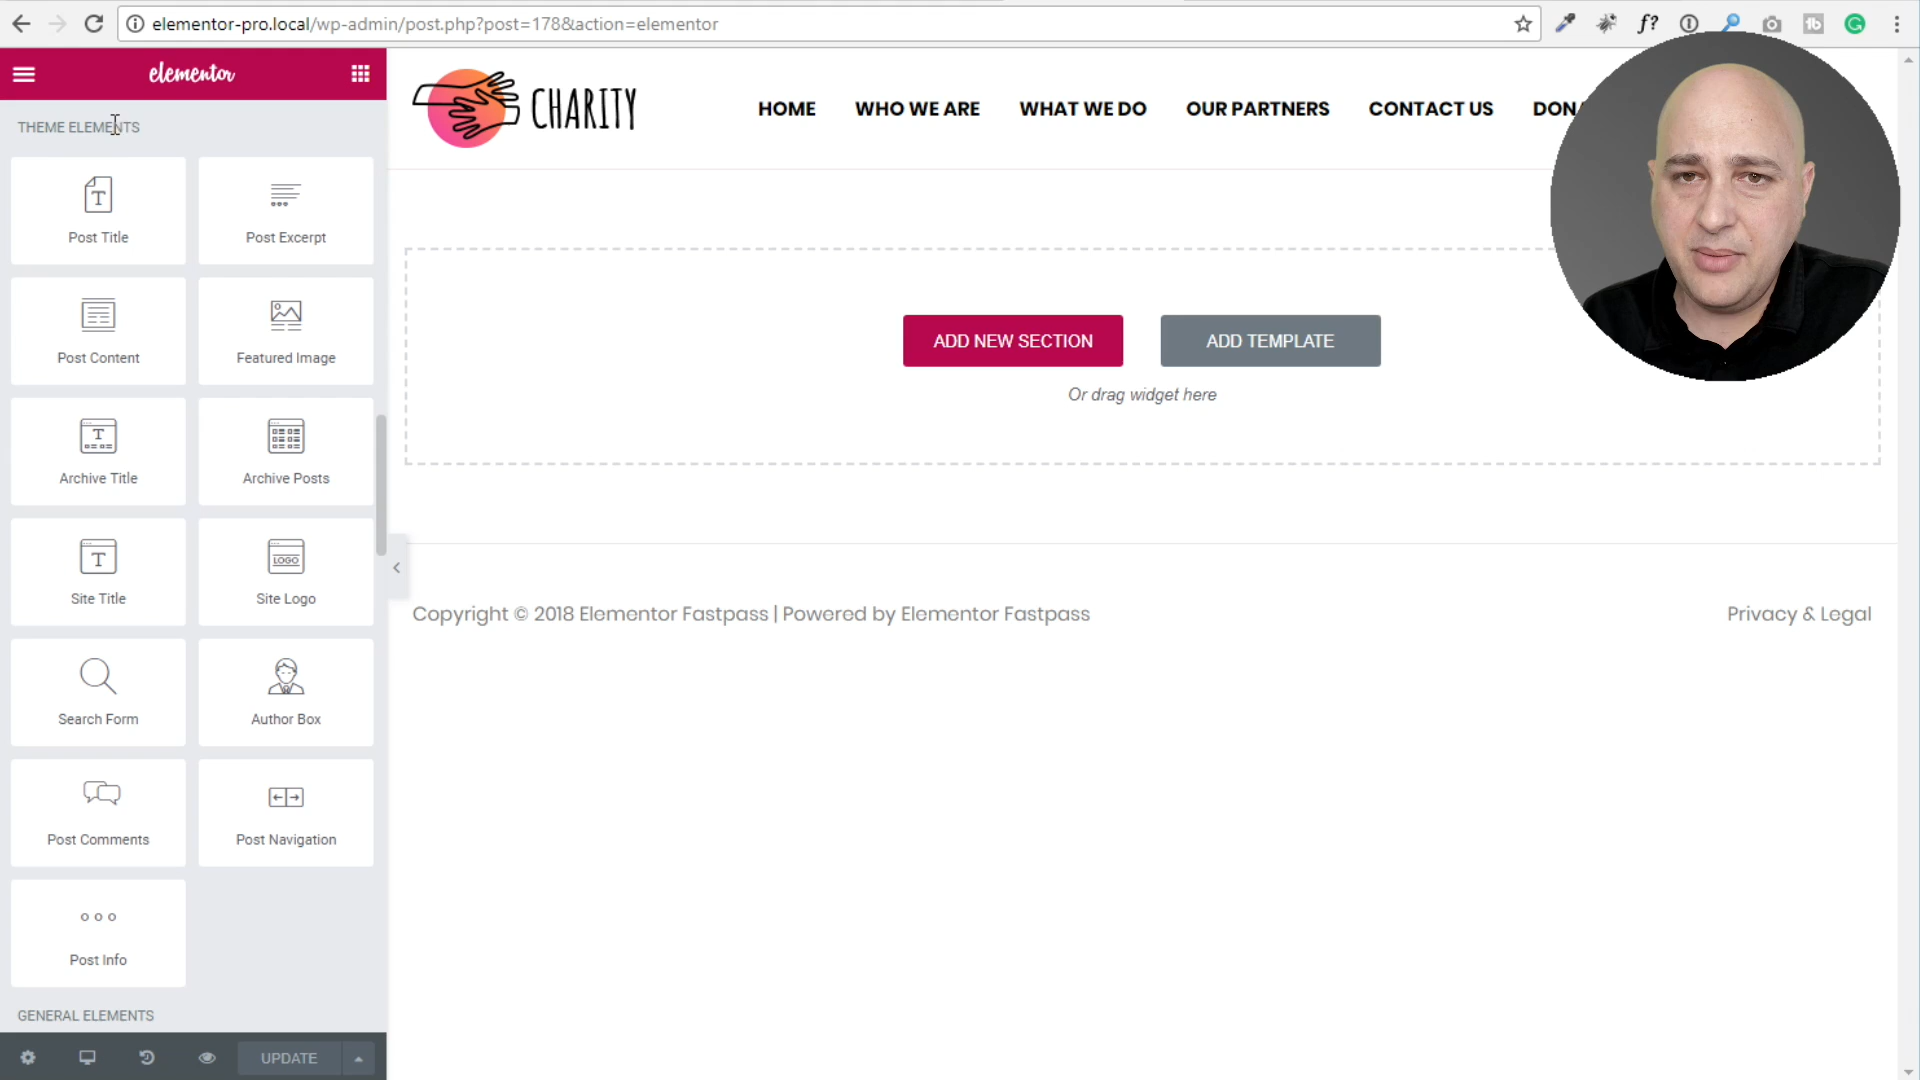 elementor-pro.local/wp-admin/post.php?post=178&action=elementor
f?
tb
G
elementor
THEME ELEMENTS
T
Post Title
Post Excerpt
Post Content
Featured Image
T
Archive Title
Archive Posts
T
Site Title
LOGO
Site Logo
Search Form
Author Box
Post Comments
Post Navigation
Post Info
GENERAL ELEMENTS
UPDATE
CHARITY
HOME WHO WE ARE WHAT WE DO OUR PARTNERS CONTACT US
ADD NEW SECTION
ADD TEMPLATE
Or drag widget here
Copyright © 2018 Elementor Fastpass | Powered by Elementor Fastpass
Privacy & Legal